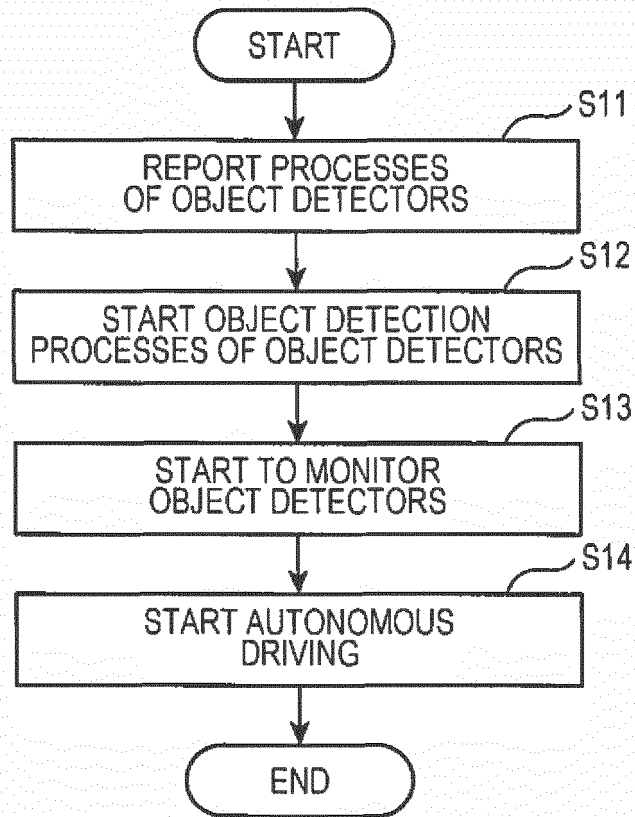 START
S11
REPORT PROCESSES
OF OBJECT DETECTORS
S12
START OBJECT DETECTION
PROCESSES OF OBJECT DETECTORS
S13
START TO MONITOR
OBJECT DETECTORS
S14
START AUTONOMOUS
DRIVING
END